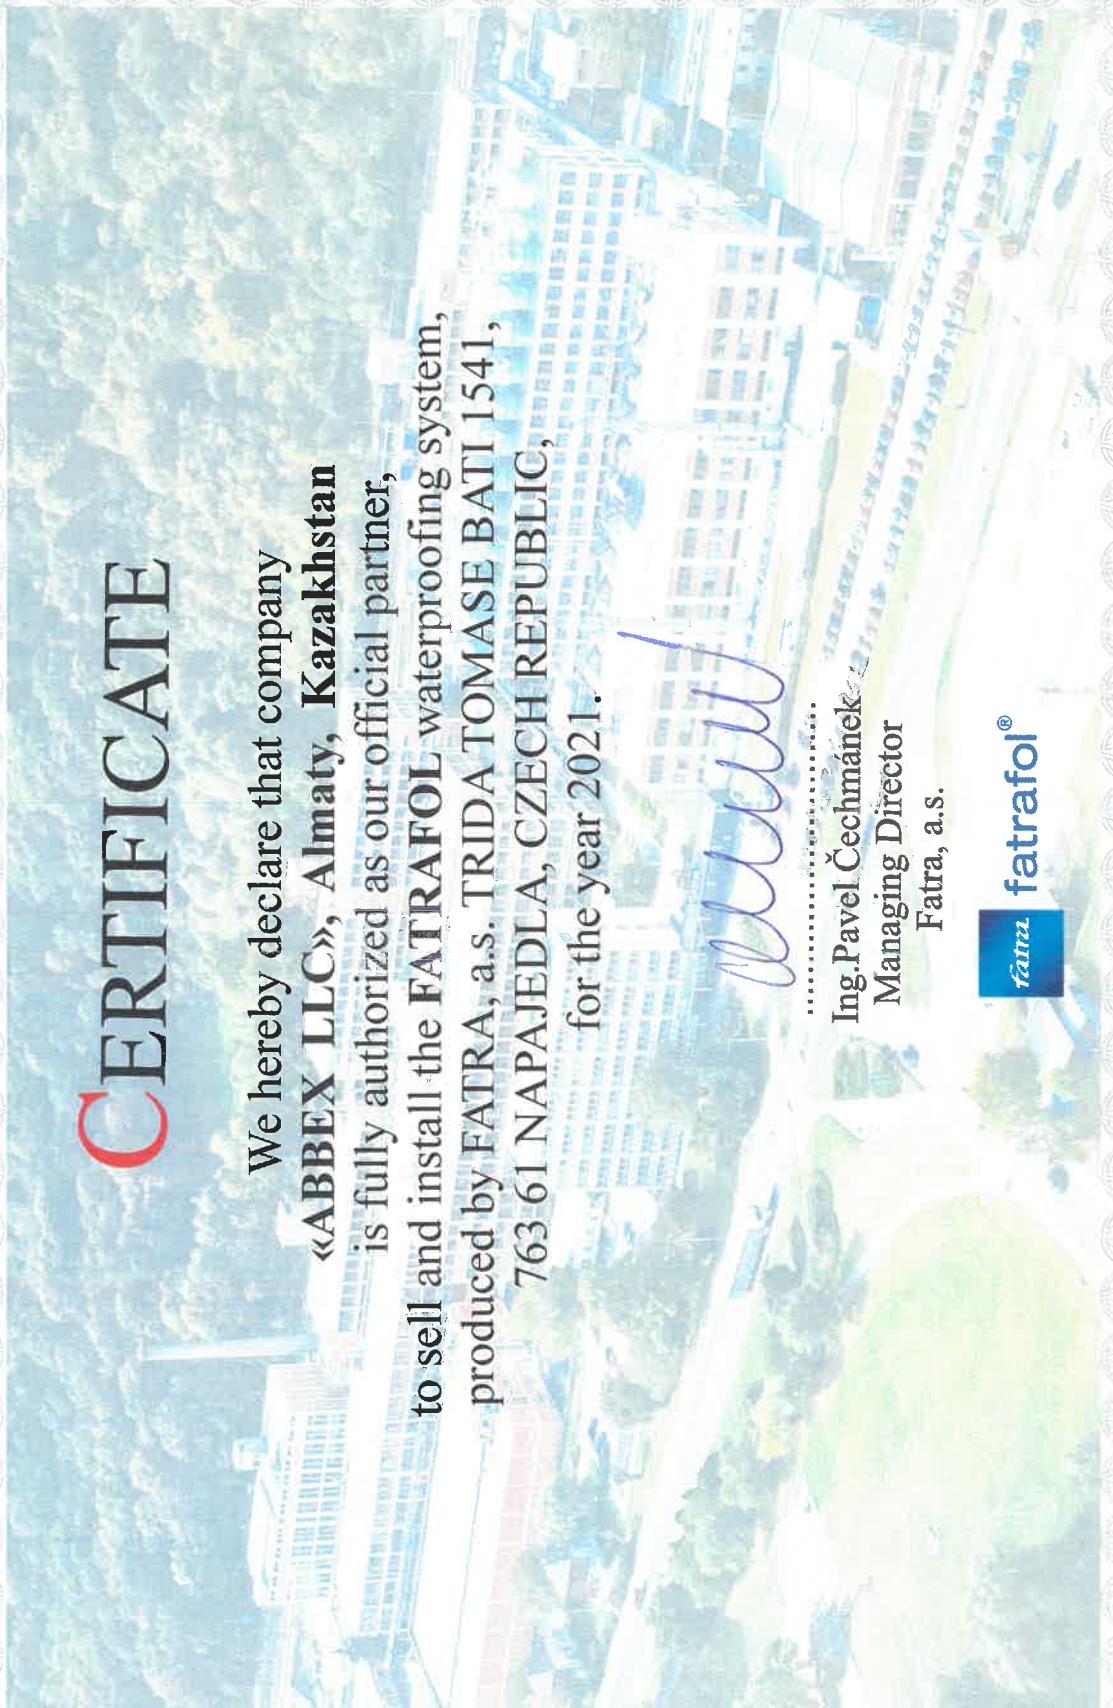 CERTIFICATE
We hereby declare that company
«ABBEX LLC», Almaty, Kazakhstan
is fully authorized as our official partner,
to sell and install the FATRAFOL waterproofing system,
produced by FATRA, a.s. TRIDA TOMASE BATI 1541,
763 61 NAPAJEDLA, CZECH REPUBLIC,
for the year 2021.
Ing.Pavel Čechmánek
Managing Director
Fatra, a.s.
fatra fatrafol®